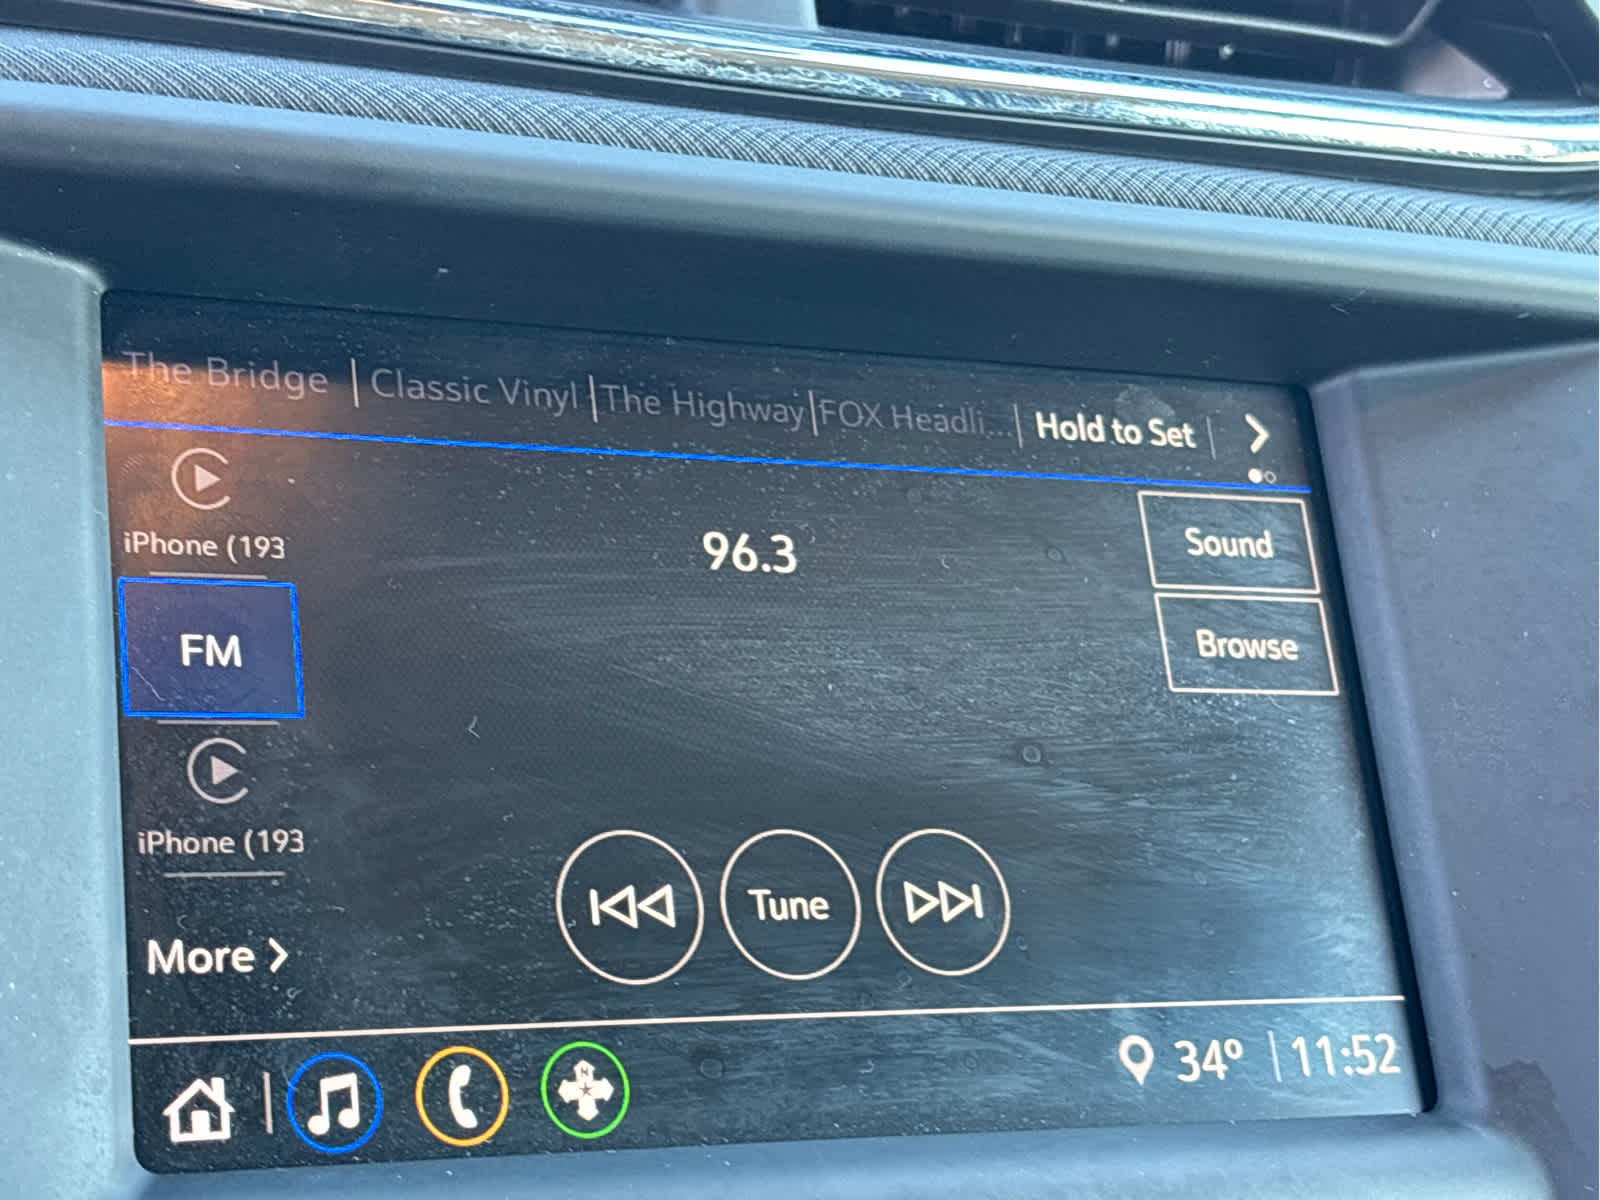 The Bridge | Classic Vinyl | The Highway | FOX Headli... | Hold to Set |
iPhone (193
96.3
Sound
FM
Browse
iPhone (193
Tune
More
N
34° | 11:52